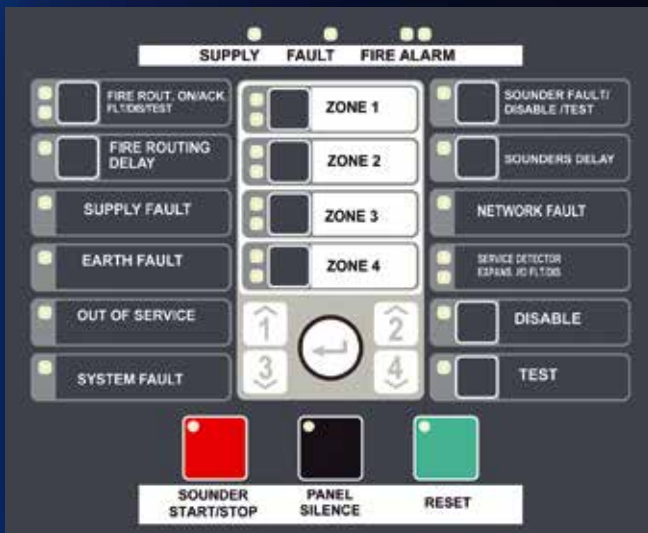 SUPPLY FAULT FIRE ALARM
FIRE ROUT. ON/ACK.
FLT/DIS/TEST
FIRE ROUTING
DELAY
SUPPLY FAULT
EARTH FAULT
OUT OF SERVICE
SYSTEM FAULT
ZONE 1
ZONE 2
ZONE 3
ZONE 4
1
2
3
4
SOUNDER FAULT/
DISABLE /TEST
SOUNDERS DELAY
NETWORK FAULT
SERVICE DETECTOR
EXPANS. I/O FLT.DIS
DISABLE
TEST
SOUNDER
START/STOP
PANEL
SILENCE
RESET